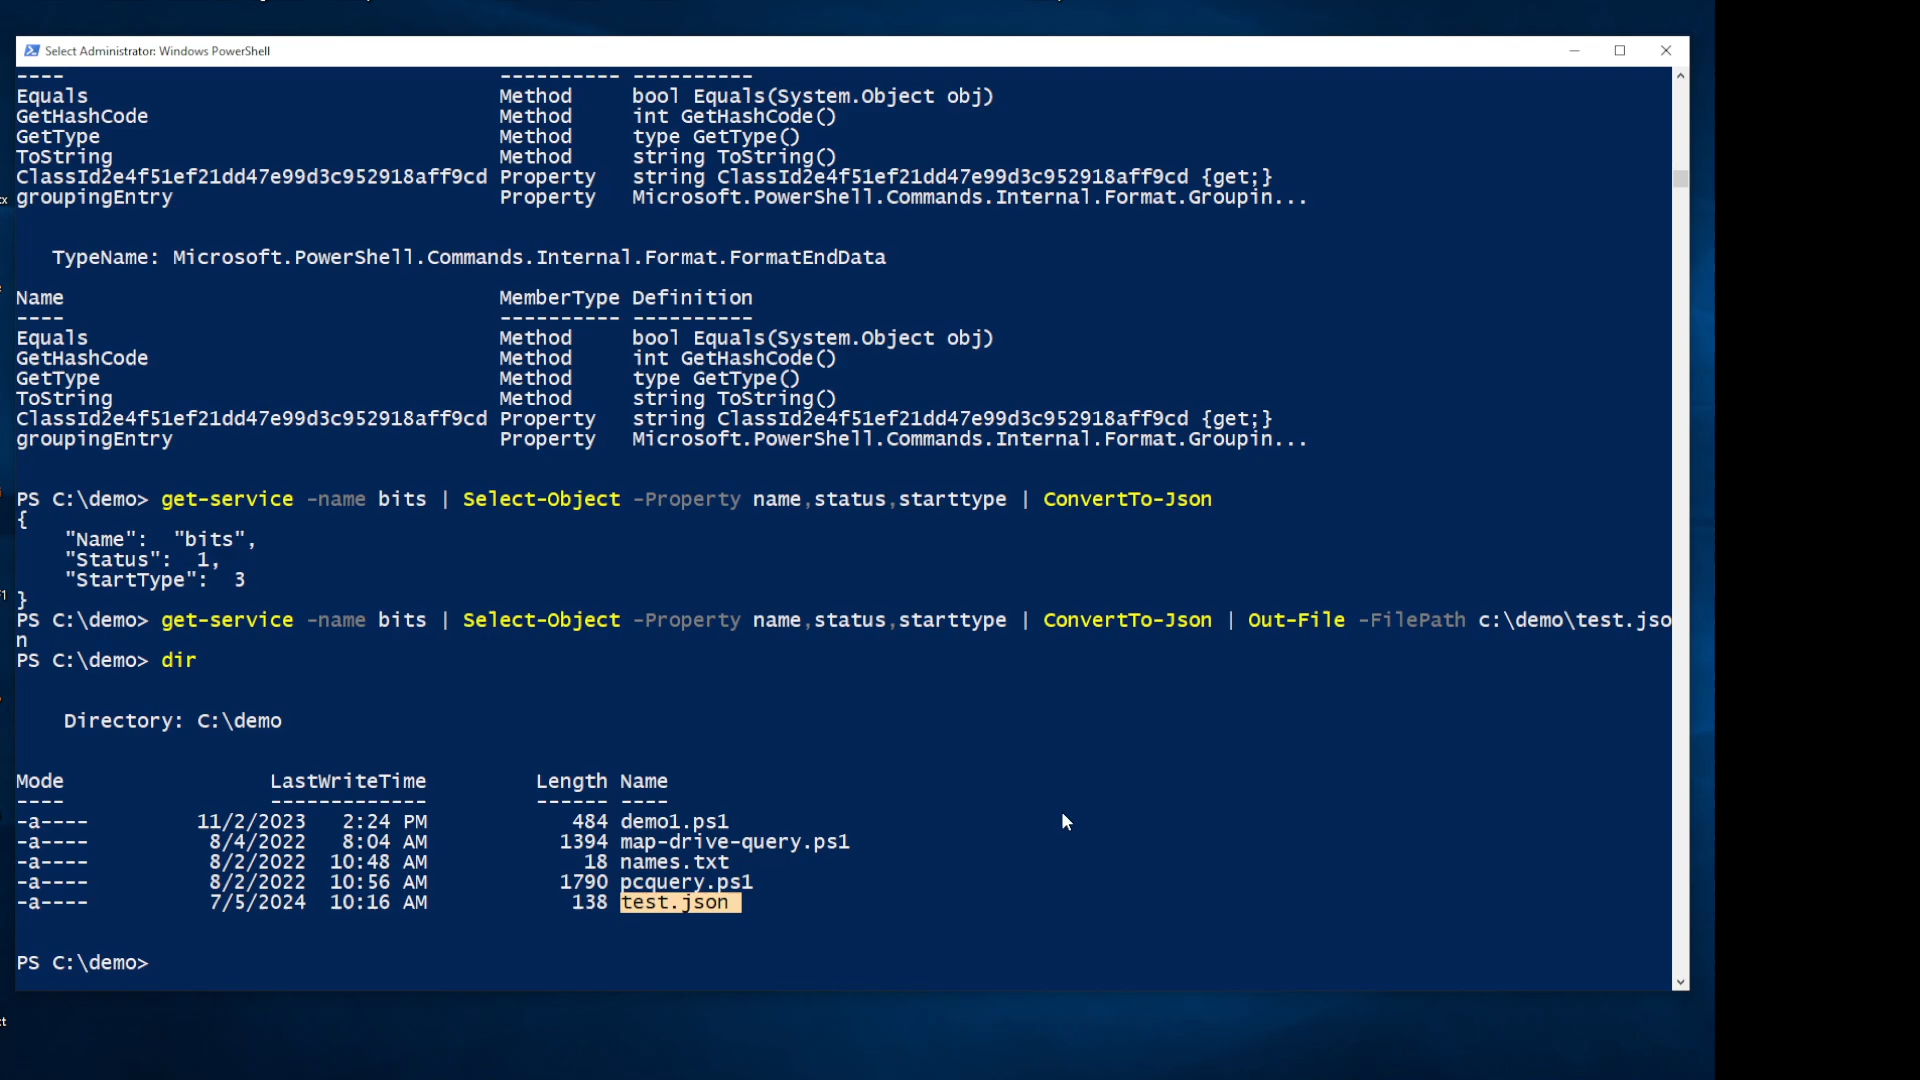 Select Administrator: Windows PowerShell
---- ---------- ----------
Equals Method bool Equals(System.Object obj)
GetHashCode Method int GetHashCode()
GetType Method type GetType()
ToString Method string ToString()
ClassId2e4f51ef21dd47e99d3c952918aff9cd Property string ClassId2e4f51ef21dd47e99d3c952918aff9cd {get;}
groupingEntry Property Microsoft.PowerShell.Commands.Internal.Format.Groupin...
TypeName: Microsoft.PowerShell.Commands.Internal.Format.FormatEndData
Name MemberType Definition
---- ---------- ----------
Equals Method bool Equals(System.Object obj)
GetHashCode Method int GetHashCode()
GetType Method type GetType()
ToString Method string ToString()
ClassId2e4f51ef21dd47e99d3c952918aff9cd Property string ClassId2e4f51ef21dd47e99d3c952918aff9cd {get;}
groupingEntry Property Microsoft.PowerShell.Commands.Internal.Format.Groupin...
PS C:\demo> get-service -name bits | Select-Object -Property name,status,starttype | ConvertTo-Json
{
"Name": "bits",
"Status": 1,
"StartType": 3
}
PS C:\demo> get-service -name bits | Select-Object -Property name,status,starttype | ConvertTo-Json | Out-File -FilePath c:\demo\test.jso
n
PS C:\demo> dir
Directory: C:\demo
Mode LastWriteTime Length Name
---- ------------- ------ ----
-a---- 11/2/2023 2:24 PM 484 demo1.ps1
-a---- 8/4/2022 8:04 AM 1394 map-drive-query.ps1
-a---- 8/2/2022 10:48 AM 18 names.txt
-a---- 8/2/2022 10:56 AM 1790 pcquery.ps1
-a---- 7/5/2024 10:16 AM 138 test.json
PS C:\demo>